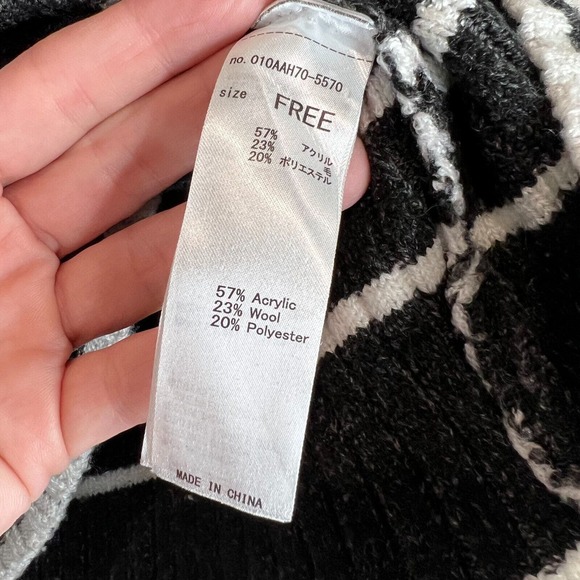 no. 010AAH70-5570
size FREE
57% アクリル
23% 毛
20% ポリエステル
57% Acrylic
23% Wool
20% Polyester
MADE IN CHINA